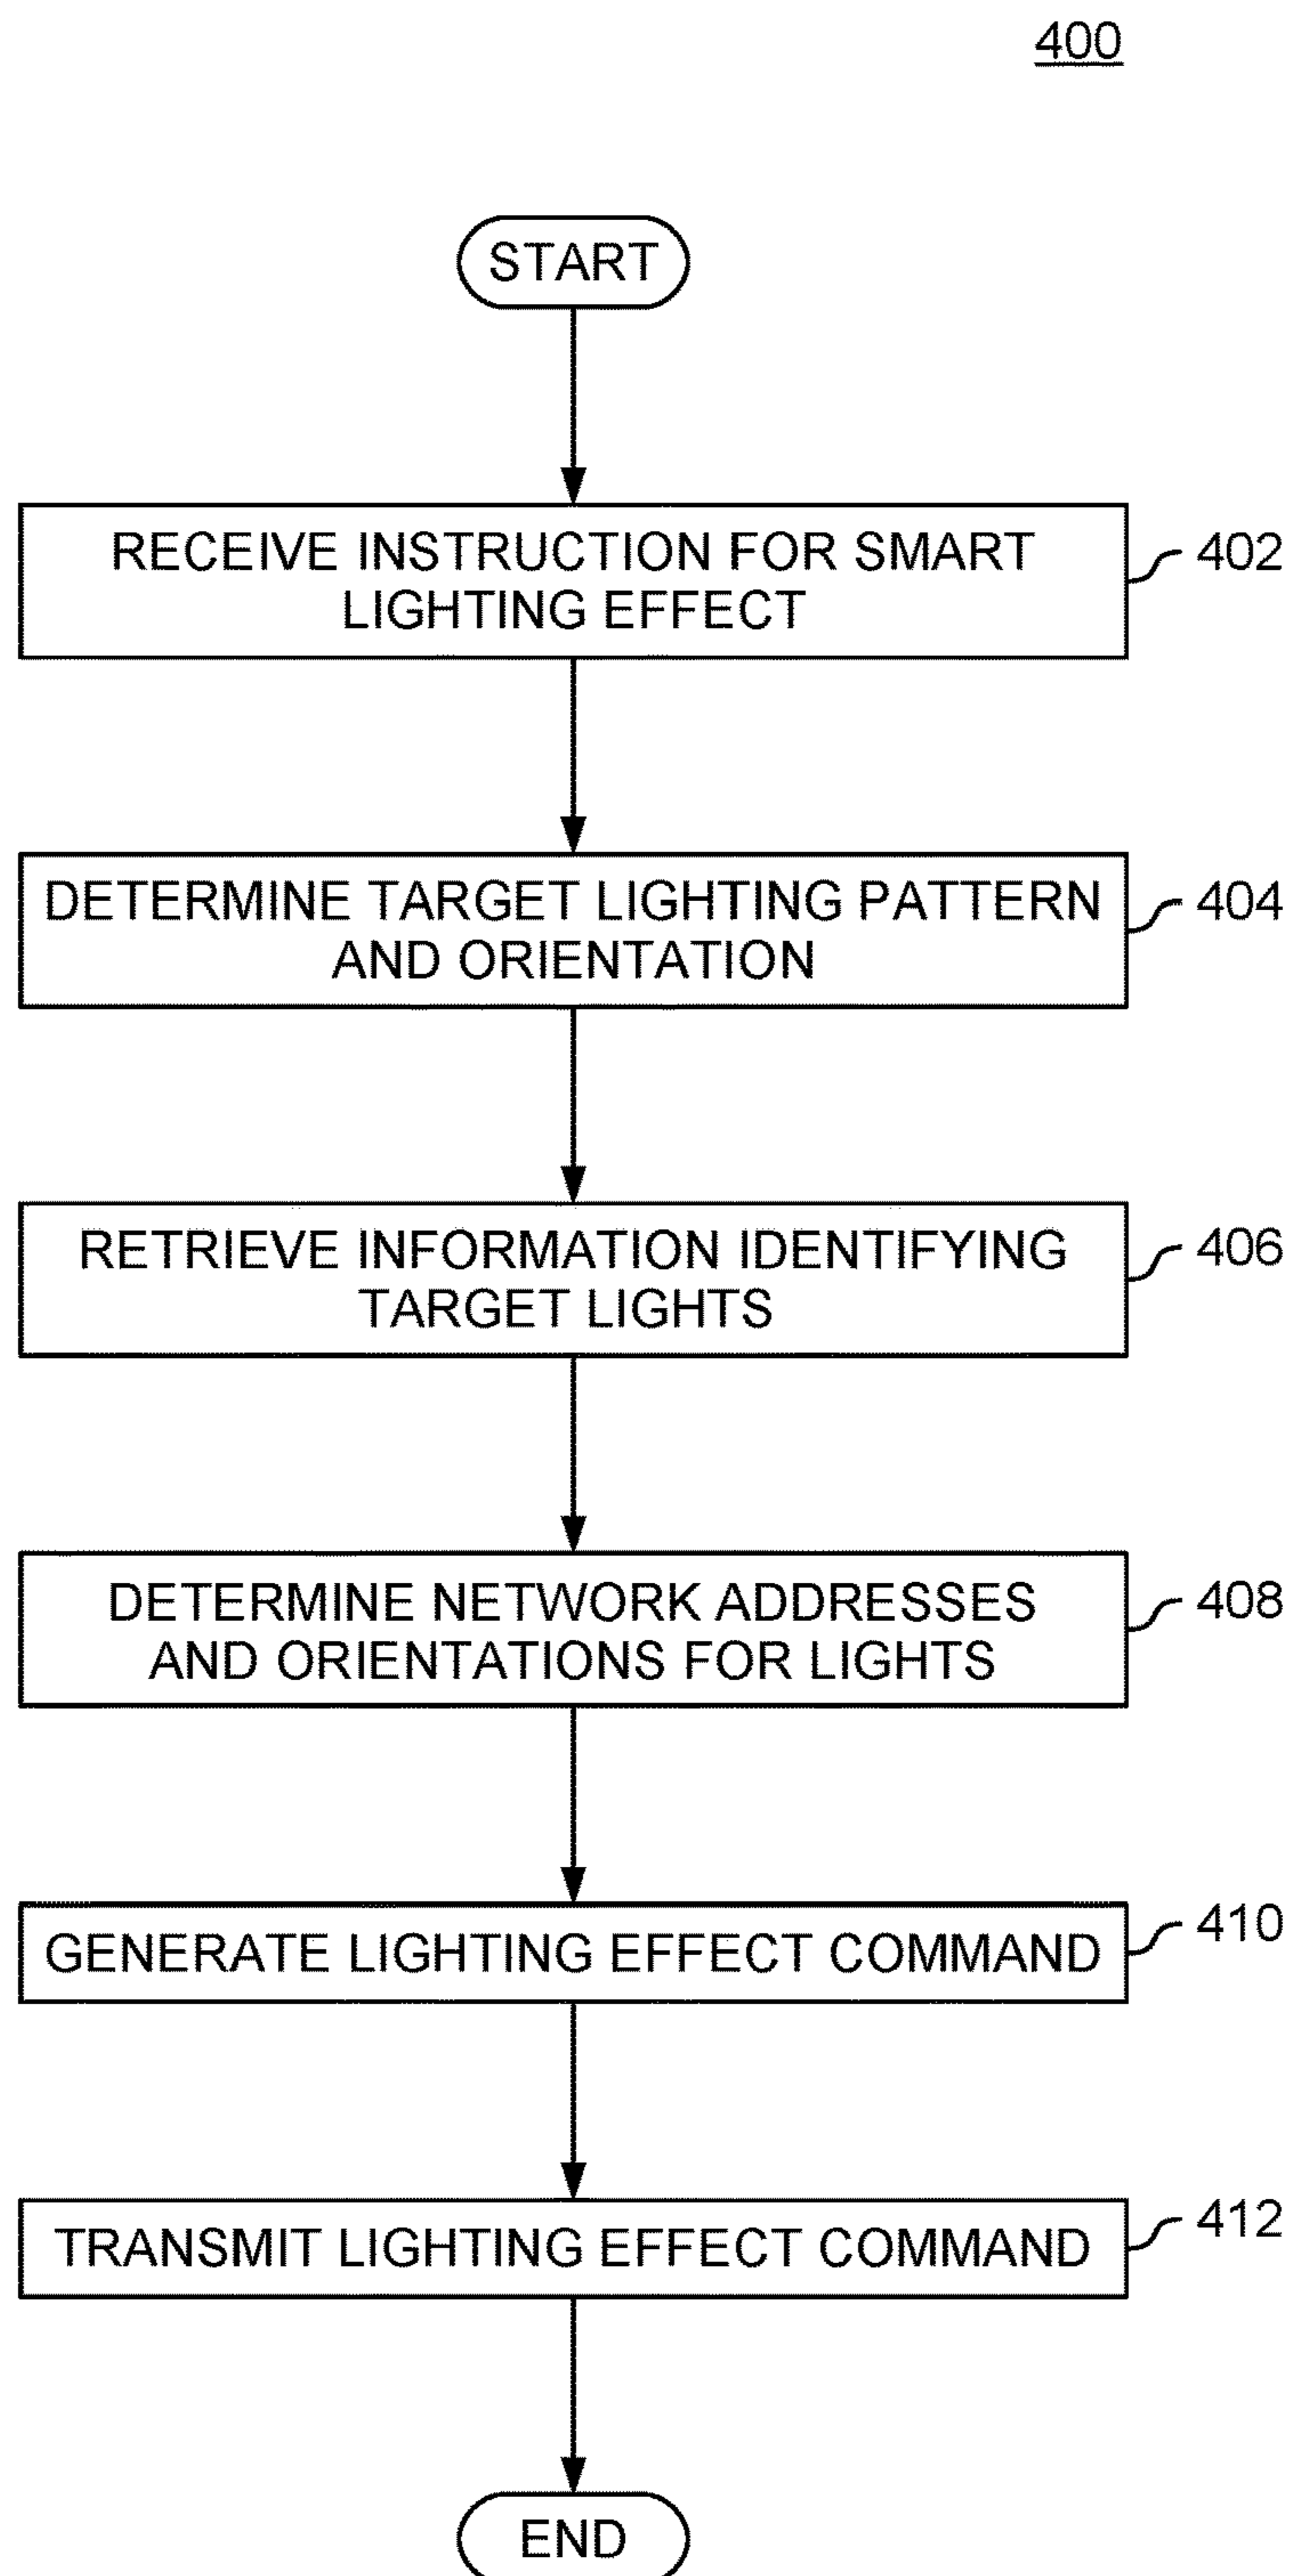 400
START
RECEIVE INSTRUCTION FOR SMART
LIGHTING EFFECT
402
DETERMINE TARGET LIGHTING PATTERN
AND ORIENTATION
404
RETRIEVE INFORMATION IDENTIFYING
TARGET LIGHTS
406
DETERMINE NETWORK ADDRESSES
AND ORIENTATIONS FOR LIGHTS
408
GENERATE LIGHTING EFFECT COMMAND
410
TRANSMIT LIGHTING EFFECT COMMAND
412
END